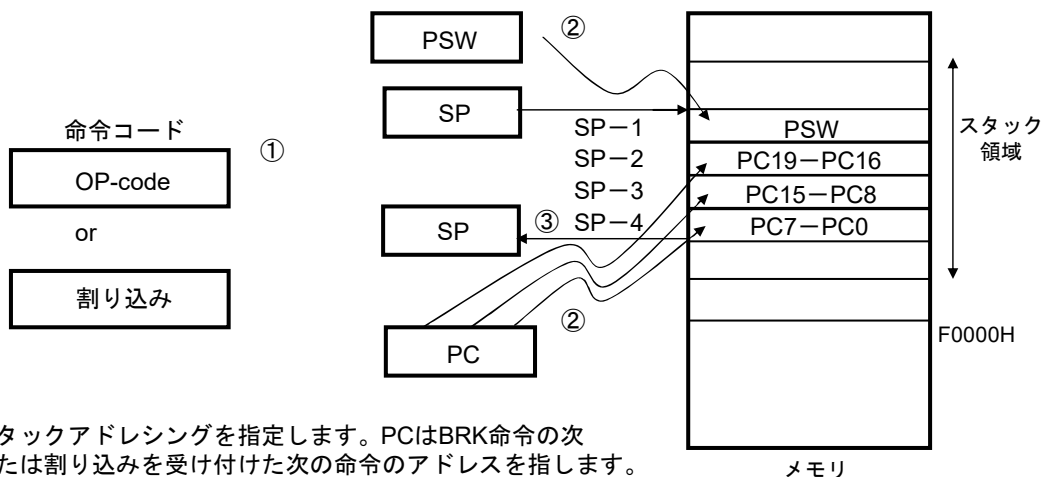 PSW
②
SP
命令コード
①
OP-code
or
割り込み
SP－1
SP－2
SP－3
SP－4
SP
③
②
PC
PSW
PC19－PC16
PC15－PC8
PC7－PC0
スタック
領域
F0000H
タックアドレシングを指定します。PCはBRK命令の次
たは割り込みを受け付けた次の命令のアドレスを指します。
メモリ